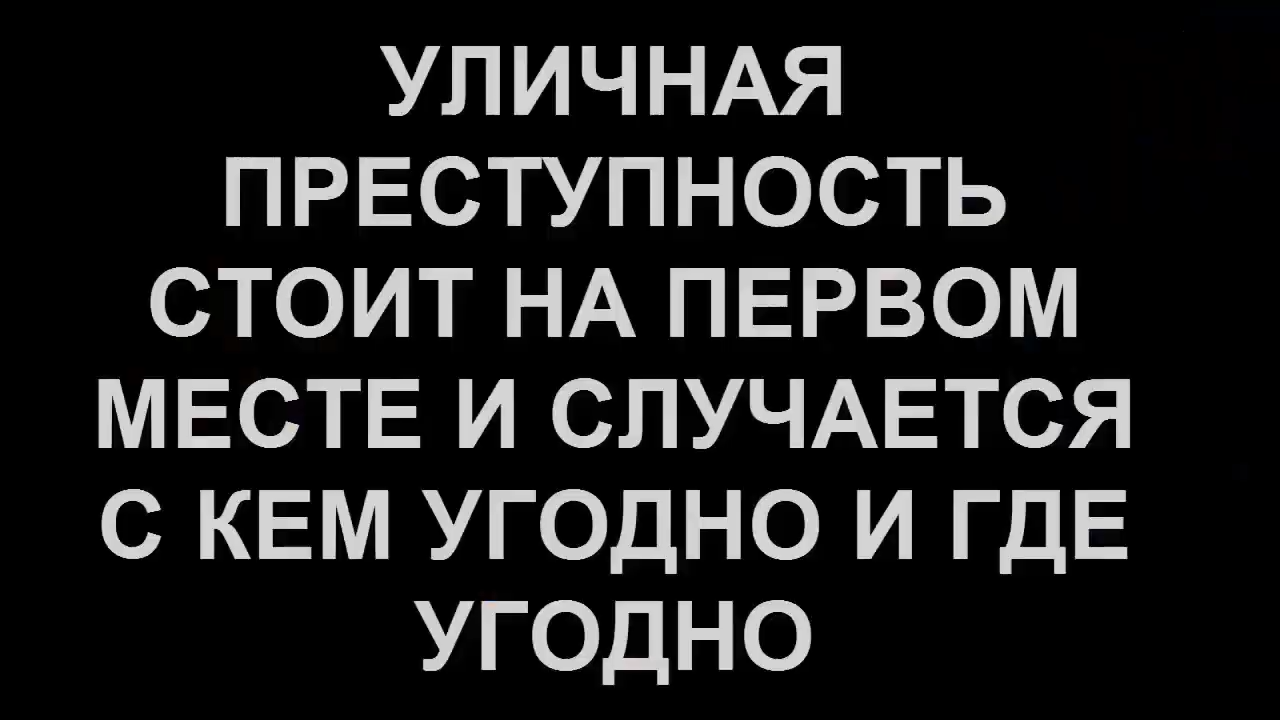 УЛИЧНАЯ
ПРЕСТУПНОСТЬ
СТОИТ НА ПЕРВОМ
МЕСТЕ И СЛУЧАЕТСЯ
С КЕМ УГОДНО И ГДЕ
УГОДНО